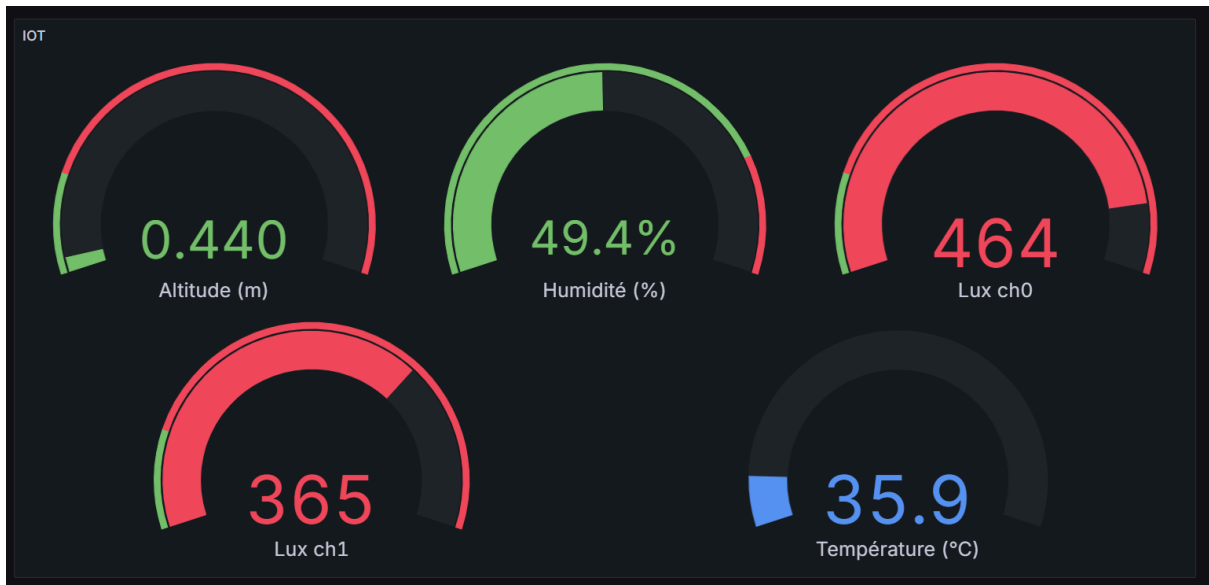 IOT
0.440
Altitude (m)
49.4%
Humidité (%)
464
Lux ch0
365
Lux ch1
35.9
Température (°C)